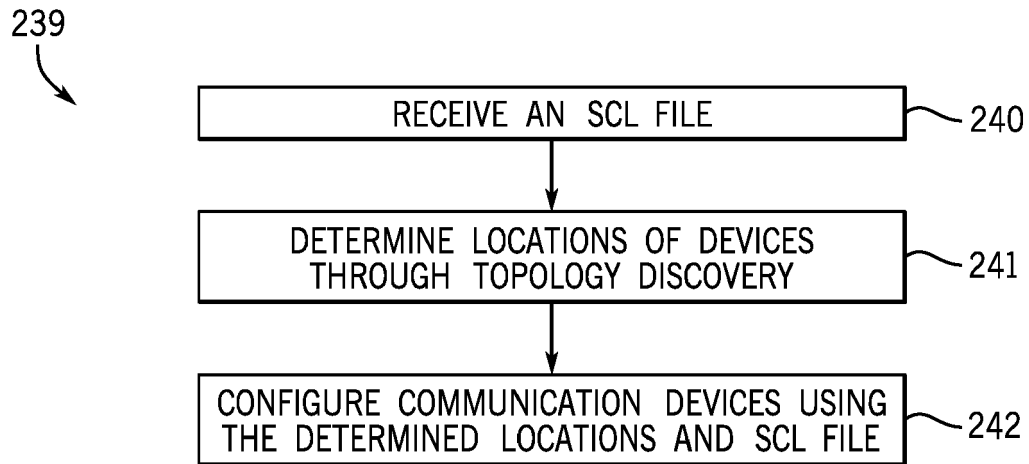 239
RECEIVE AN SCL FILE
240
DETERMINE LOCATIONS OF DEVICES
THROUGH TOPOLOGY DISCOVERY
241
CONFIGURE COMMUNICATION DEVICES USING
THE DETERMINED LOCATIONS AND SCL FILE
242